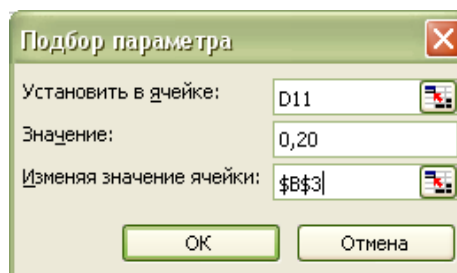 Подбор параметра
Установить в ячейке: D11
Значение: 0,20
Изменяя значение ячейки: $B$3
ОК Отмена